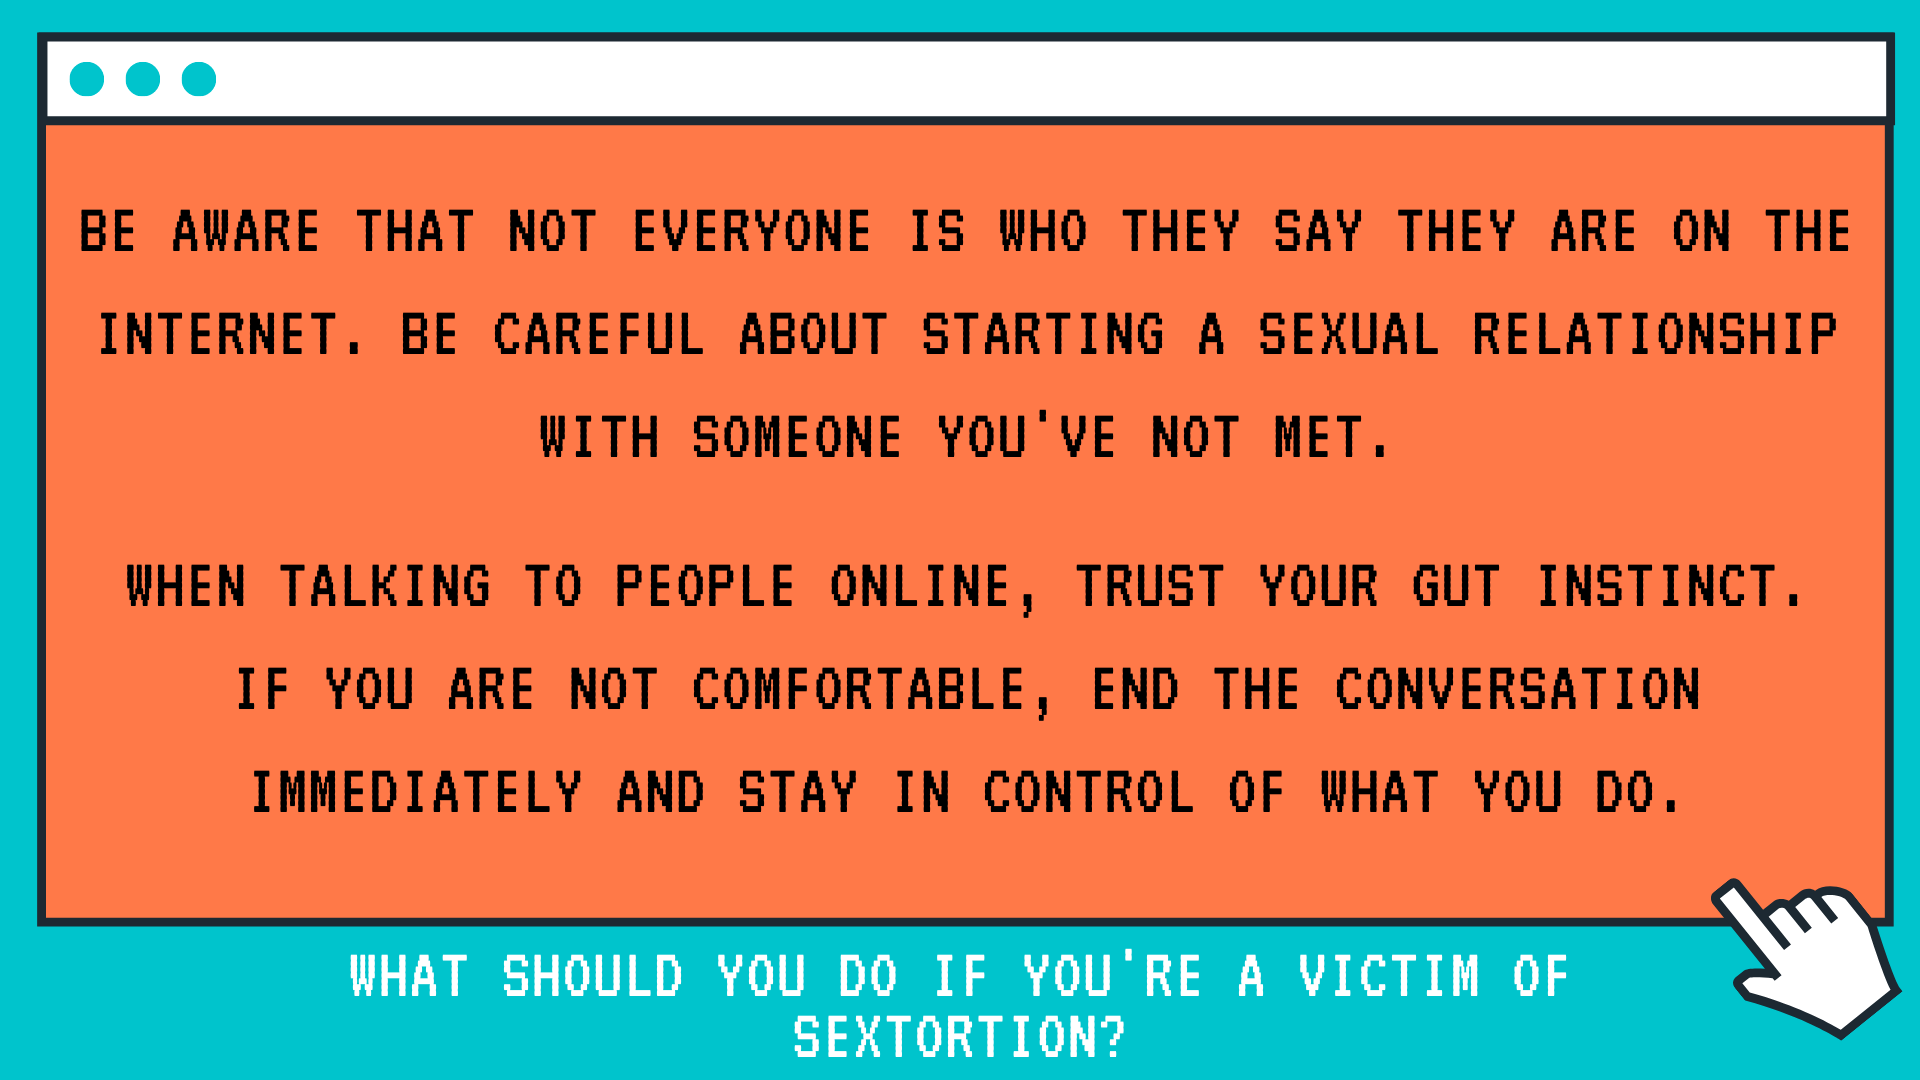 BE AWARE THAT NOT EVERYONE IS WHO THEY SAY THEY ARE ON THE
INTERNET. BE CAREFUL ABOUT STARTING A SEXUAL RELATIONSHIP
WITH SOMEONE YOU'VE NOT MET.
WHEN TALKING TO PEOPLE ONLINE, TRUST YOUR GUT INSTINCT.
IF YOU ARE NOT COMFORTABLE, END THE CONVERSATION
IMMEDIATELY AND STAY IN CONTROL OF WHAT YOU DO.
WHAT SHOULD YOU DO IF YOU'RE A VICTIM OF
SEXTORTION?